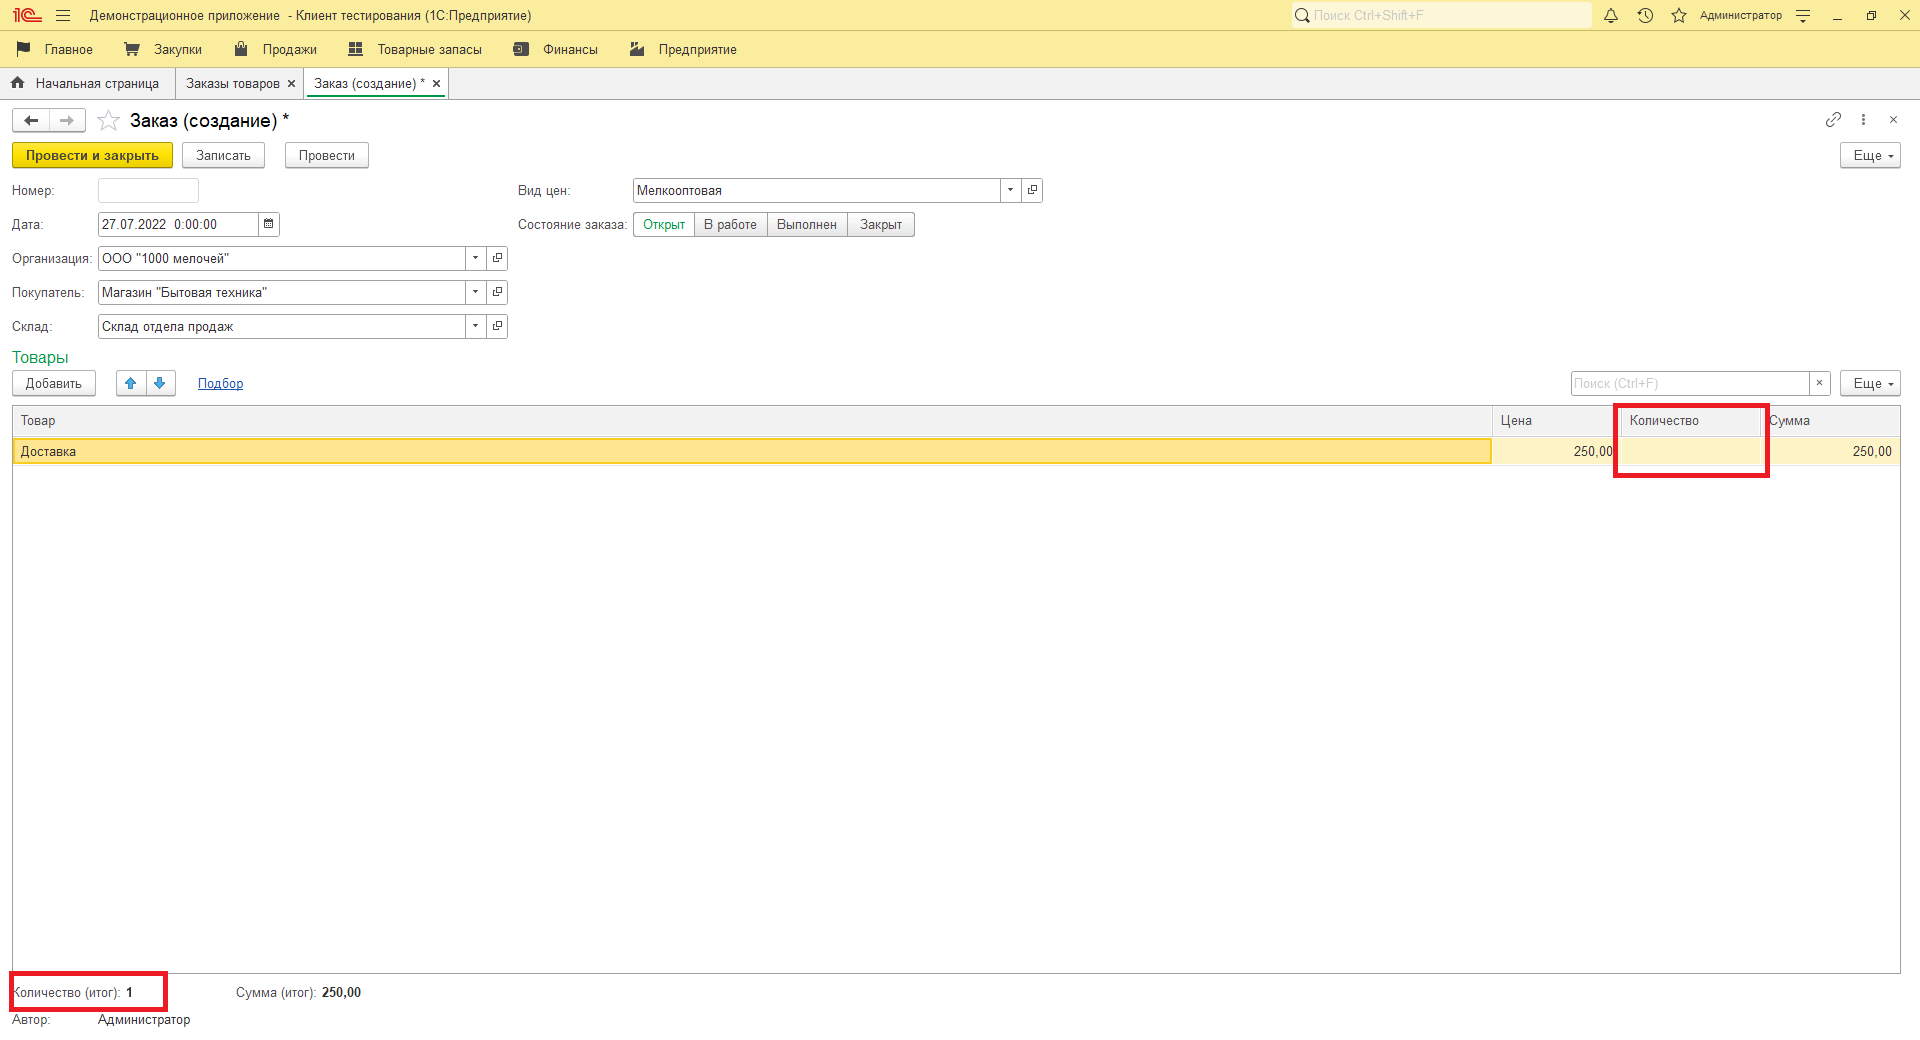 1С Демонстрационное приложение - Клиент тестирования (1С:Предприятие) Поиск Ctrl+Shift+F Администратор
Главное Закупки Продажи Товарные запасы Финансы Предприятие
Начальная страница Заказы товаров × Заказ (создание) * ×
Заказ (создание) *
Провести и закрыть Записать Провести Еще
Номер: Вид цен: Мелкооптовая
Дата: 27.07.2022 0:00:00 Состояние заказа: Открыт В работе Выполнен Закрыт
Организация: ООО "1000 мелочей"
Покупатель: Магазин "Бытовая техника"
Склад: Склад отдела продаж
Товары
Добавить Подбор Поиск (Ctrl+F) × Еще
Товар Цена Количество Сумма
Доставка 250,00 250,00
Количество (итог): 1 Сумма (итог): 250,00
Автор: Администратор